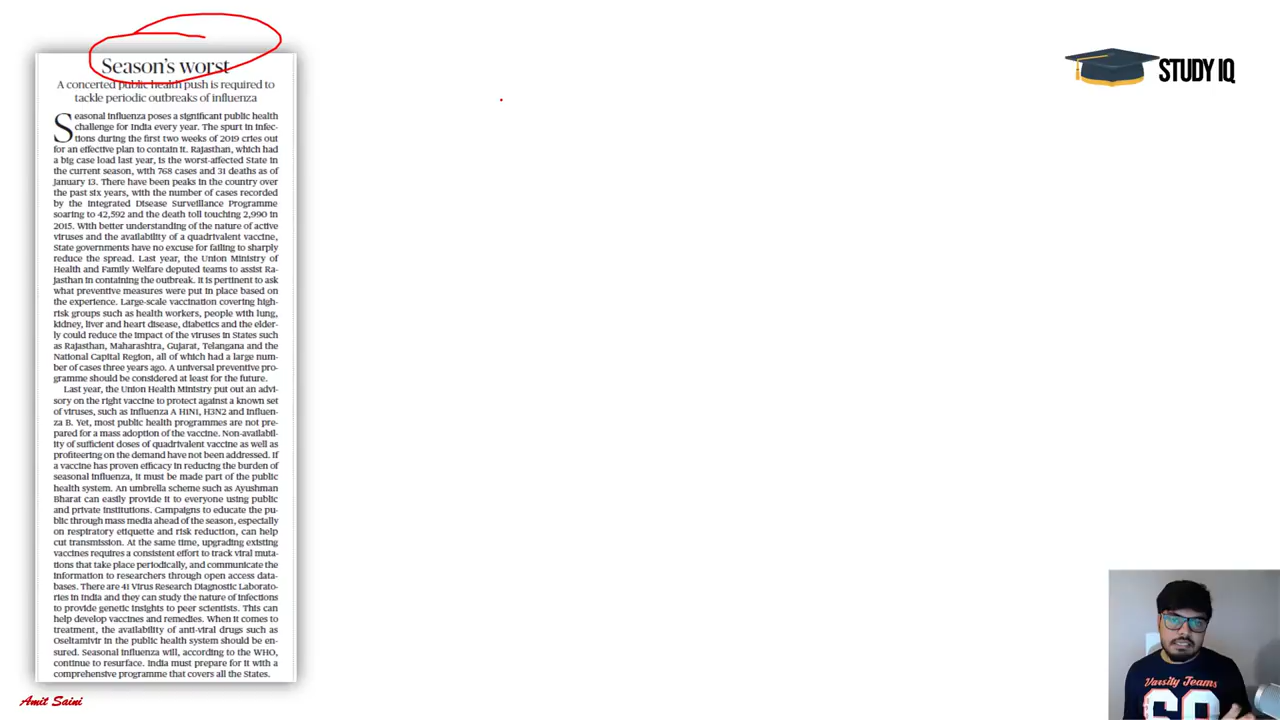 Season's worst
A concerted public health push is required to
tackle periodic outbreaks of influenza
Seasonal influenza poses a significant public health
challenge for India every year. The spurt in infec-
tions during the first two weeks of 2019 cries out
for an effective plan to contain it. Rajasthan, which had
a big case load last year, is the worst-affected State in
the current season, with 768 cases and 31 deaths as of
January 13. There have been peaks in the country over
the past six years, with the number of cases recorded
by the Integrated Disease Surveillance Programme
soaring to 42,592 and the death toll touching 2,990 in
2015. With better understanding of the nature of active
viruses and the availability of a quadrivalent vaccine,
State governments have no excuse for failing to sharply
reduce the spread. Last year, the Union Ministry of
Health and Family Welfare deputed teams to assist Ra-
jasthan in containing the outbreak. It is pertinent to ask
what preventive measures were put in place based on
the experience. Large-scale vaccination covering high-
risk groups such as health workers, people with lung,
kidney, liver and heart disease, diabetics and the elder-
ly could reduce the impact of the viruses in States such
as Rajasthan, Maharashtra, Gujarat, Telangana and the
National Capital Region, all of which had a large num-
ber of cases three years ago. A universal preventive pro-
gramme should be considered at least for the future.
Last year, the Union Health Ministry put out an advi-
sory on the right vaccine to protect against a known set
of viruses, such as Influenza A H1N1, H3N2 and Influen-
za B. Yet, most public health programmes are not pre-
pared for a mass adoption of the vaccine. Non-availabil-
ity of sufficient doses of quadrivalent vaccine as well as
profiteering on the demand have not been addressed. If
a vaccine has proven efficacy in reducing the burden of
seasonal influenza, it must be made part of the public
health system. An umbrella scheme such as Ayushman
Bharat can easily provide it to everyone using public
and private institutions. Campaigns to educate the pu-
blic through mass media ahead of the season, especially
on respiratory etiquette and risk reduction, can help
cut transmission. At the same time, upgrading existing
vaccines requires a consistent effort to track viral muta-
tions that take place periodically, and communicate the
information to researchers through open access data-
bases. There are 41 Virus Research Diagnostic Laborato-
ries in India and they can study the nature of infections
to provide genetic insights to peer scientists. This can
help develop vaccines and remedies. When it comes to
treatment, the availability of anti-viral drugs such as
Oseltamivir in the public health system should be en-
sured. Seasonal influenza will, according to the WHO,
continue to resurface. India must prepare for it with a
comprehensive programme that covers all the States.
STUDY IQ
Varsity Teams
Amit Saini